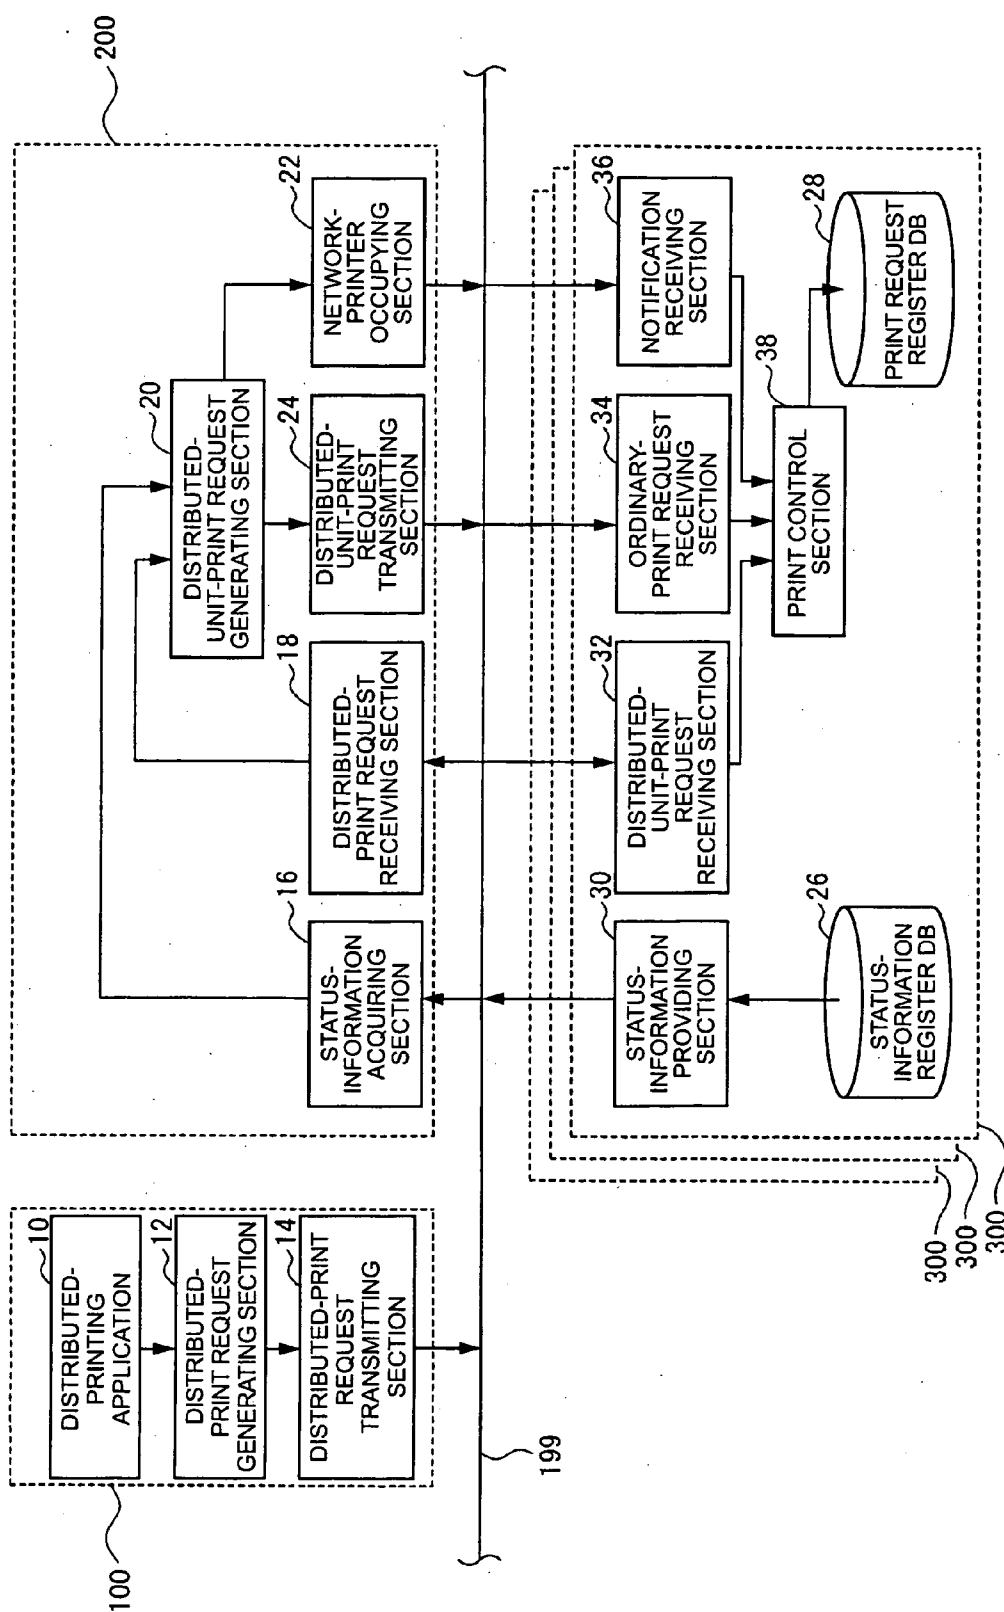 100
10
DISTRIBUTED-
PRINTING
APPLICATION
12
DISTRIBUTED-
PRINT REQUEST
GENERATING SECTION
14
DISTRIBUTED-PRINT
REQUEST
TRANSMITTING
SECTION
199
200
16
STATUS-
INFORMATION
ACQUIRING
SECTION
18
DISTRIBUTED-
PRINT REQUEST
RECEIVING SECTION
20
DISTRIBUTED-
UNIT-PRINT REQUEST
GENERATING SECTION
24
DISTRIBUTED-
UNIT-PRINT
REQUEST
TRANSMITTING
SECTION
22
NETWORK-
PRINTER
OCCUPYING
SECTION
30
STATUS-
INFORMATION
PROVIDING
SECTION
32
DISTRIBUTED-
UNIT-PRINT
REQUEST
RECEIVING SECTION
34
ORDINARY-
PRINT REQUEST
RECEIVING
SECTION
36
NOTIFICATION
RECEIVING
SECTION
26
STATUS-
INFORMATION
REGISTER DB
38
PRINT CONTROL
SECTION
28
PRINT REQUEST
REGISTER DB
300
300
300